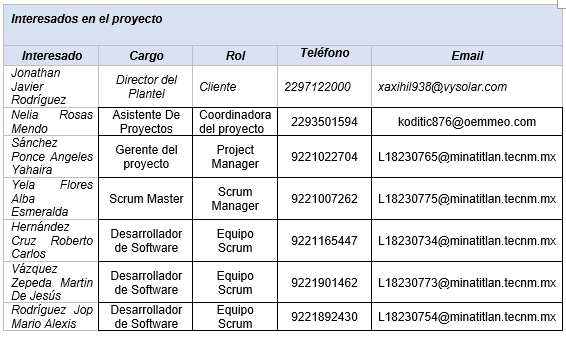 Interesados en el proyecto
Interesado Cargo Rol Teléfono Email
Jonathan
Javier
Rodríguez
Director del
Plantel
Cliente
2297122000
xaxihil938@vysolar.com
Nelia Rosas
Mendo
Asistente De
Proyectos
Coordinadora
del proyecto
2293501594
koditic876@oemmeo.com
Sánchez
Ponce Angeles
Yahaira
Gerente del
proyecto
Project
Manager
9221022704
L18230765@minatitlan.tecnm.mx
Yela Flores
Alba
Esmeralda
Scrum Master
Scrum
Manager
9221007262
L18230775@minatitlan.tecnm.mx
Hernández
Cruz Roberto
Carlos
Desarrollador
de Software
Equipo
Scrum
9221165447
L18230734@minatitlan.tecnm.mx
Vázquez
Zepeda Martin
De Jesús
Desarrollador
de Software
Equipo
Scrum
9221901462
L18230773@minatitlan.tecnm.mx
Rodríguez Jop
Mario Alexis
Desarrollador
de Software
Equipo
Scrum
9221892430
L18230754@minatitlan.tecnm.mx